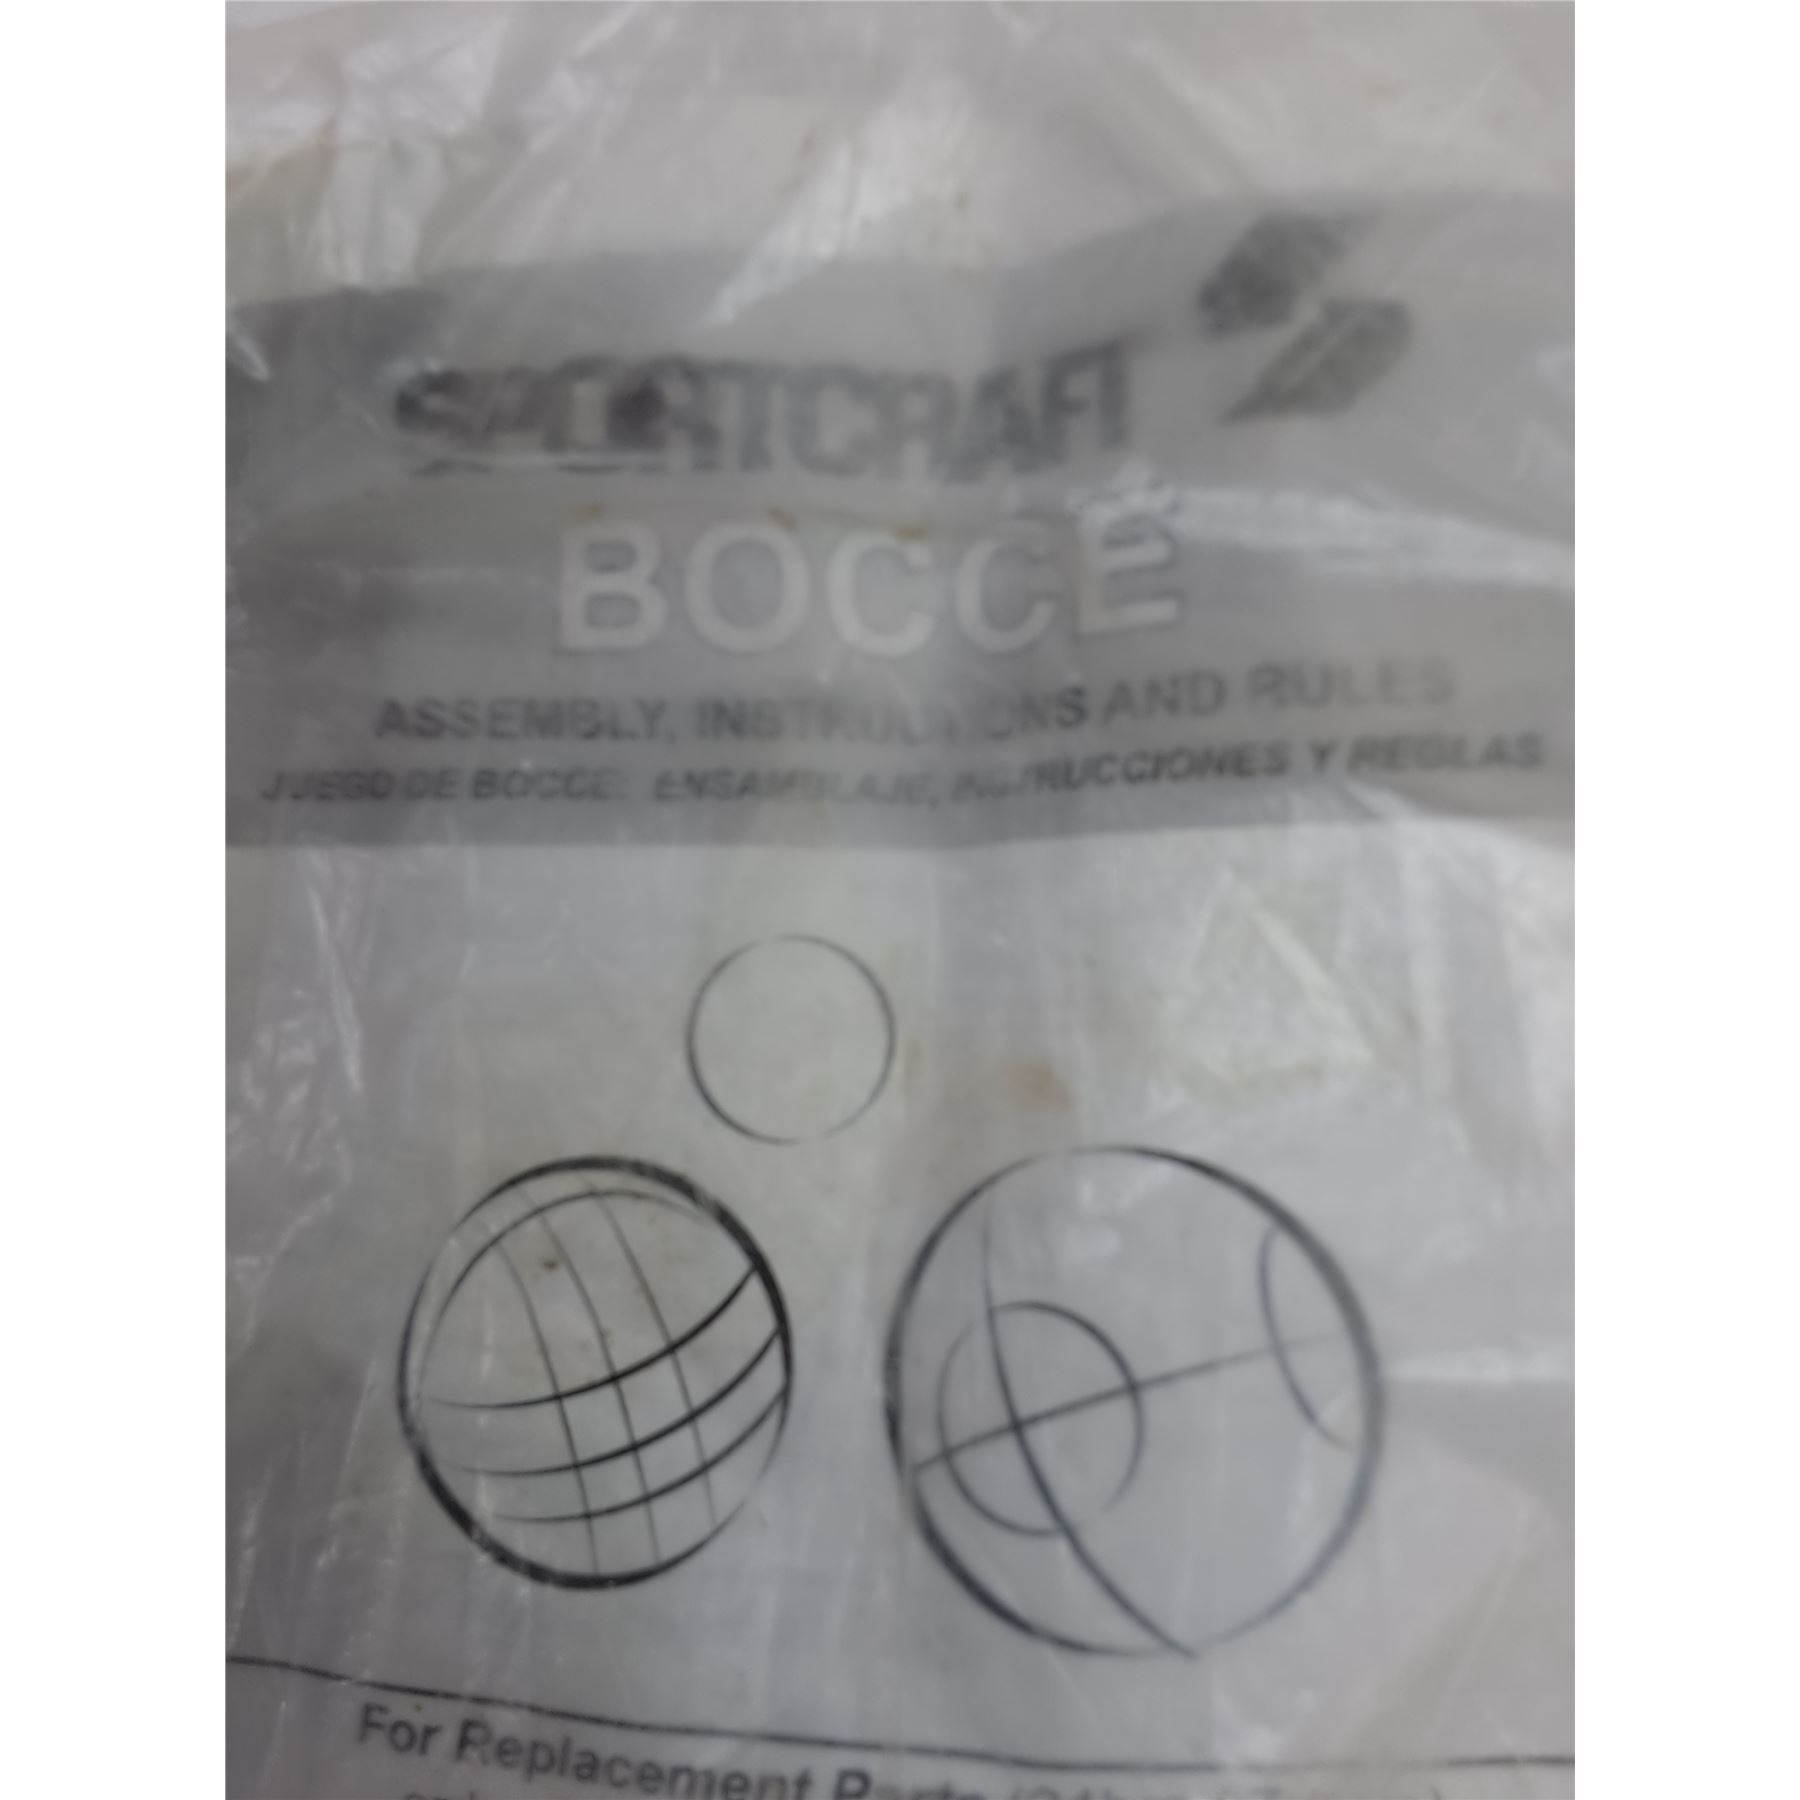 SPORTCRAFT
BOCCE
ASSEMBLY, INSTRUCTIONS AND RULES
JUEGO DE BOCCE: ENSAMBLAJE, INSTRUCCIONES Y REGLAS
For Replacement Parts